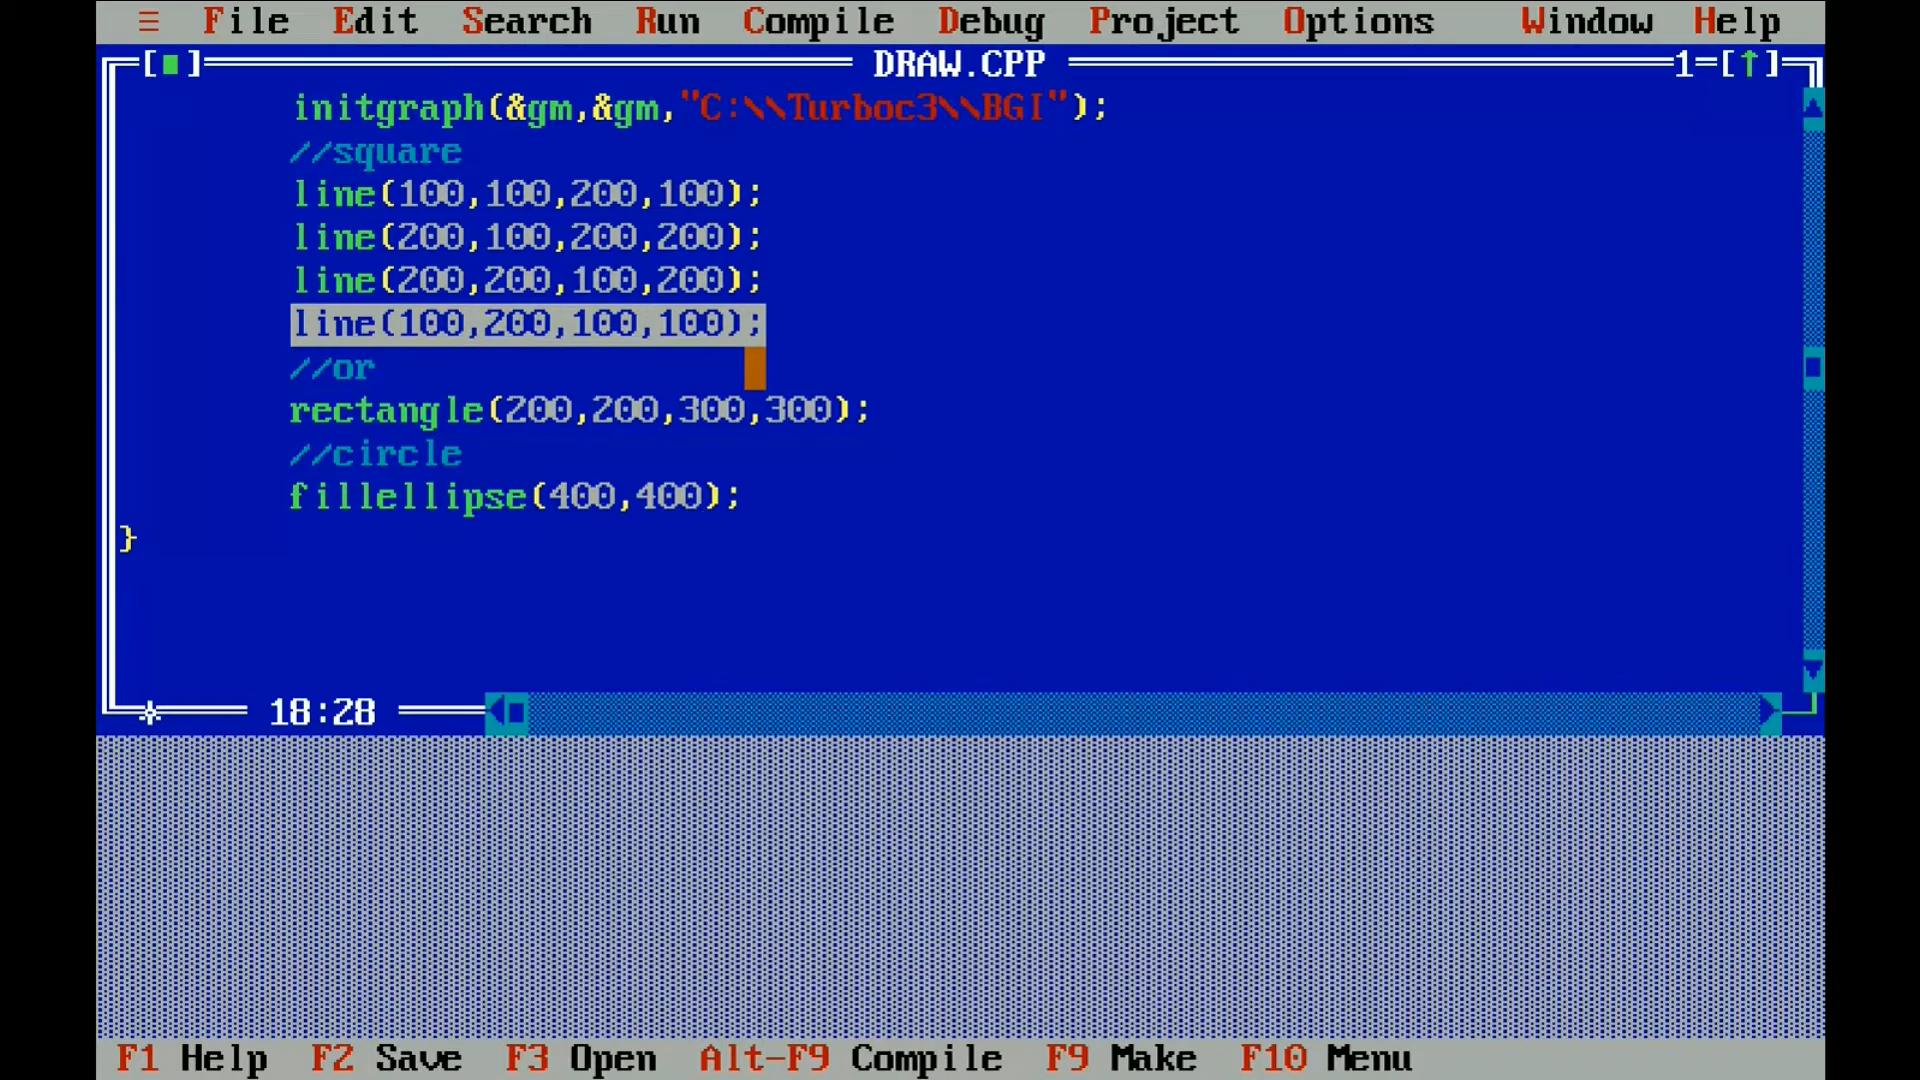 ≡ File Edit Search Run Compile Debug Project Options Window Help
[■] DRAW.CPP 1=[↑]
initgraph(&gm,&gm,"C:\\Turboc3\\BGI");
//square
line(100,100,200,100);
line(200,100,200,200);
line(200,200,100,200);
line(100,200,100,100);
//or
rectangle(200,200,300,300);
//circle
fillellipse(400,400);
}
* 18:28
F1 Help F2 Save F3 Open Alt-F9 Compile F9 Make F10 Menu